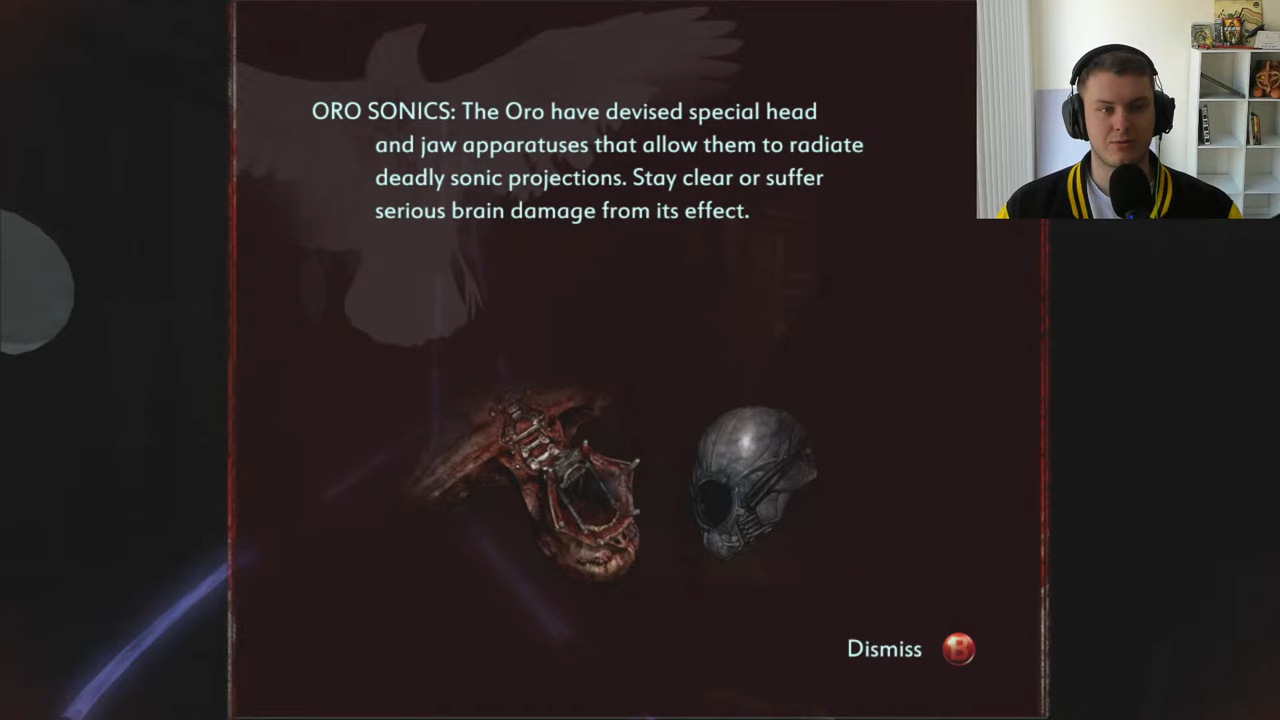 ORO SONICS: The Oro have devised special head
and jaw apparatuses that allow them to radiate
deadly sonic projections. Stay clear or suffer
serious brain damage from its effect.
Dismiss B